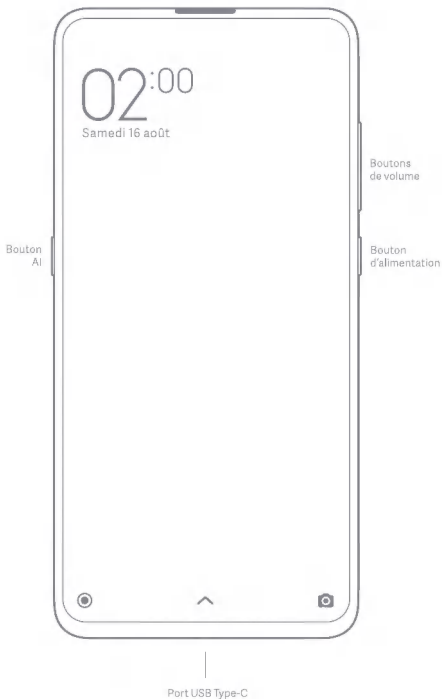 02:00
Samedi 16 août
Boutons
de volume
Bouton
AI
Bouton
d'alimentation
Port USB Type-C